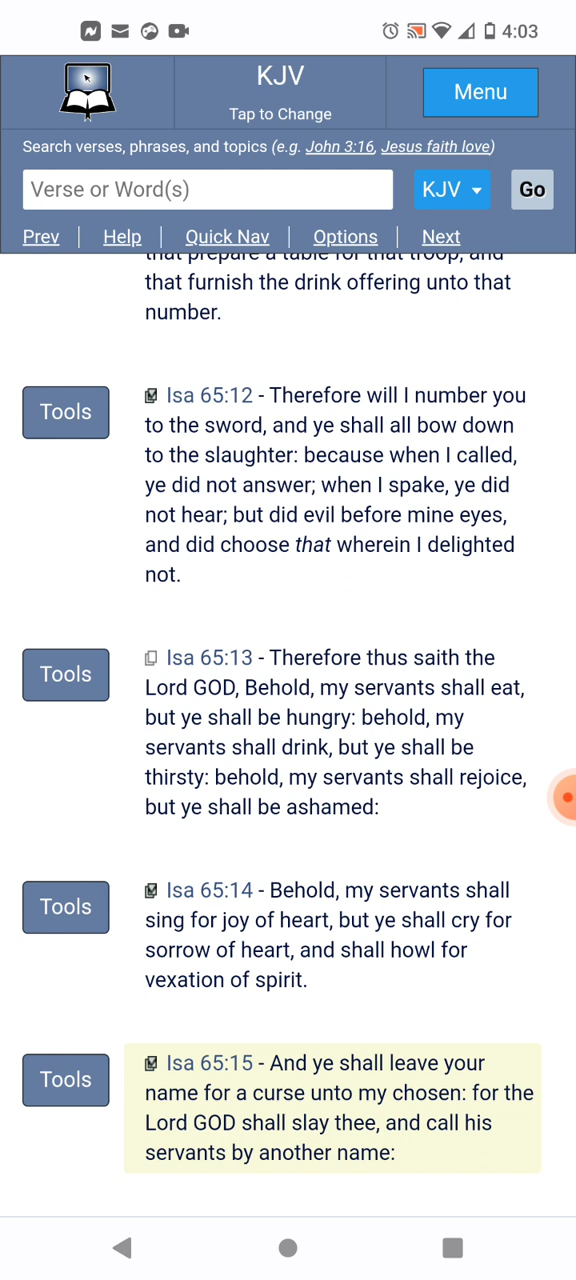 4:03
KJV
Tap to Change
Menu
Search verses, phrases, and topics (e.g. John 3:16, Jesus faith love)
Verse or Word(s)
KJV
Go
Prev
Help
Quick Nav
Options
Next
that prepare a table for that troop, and
that furnish the drink offering unto that
number.
Tools
Isa 65:12 - Therefore will I number you
to the sword, and ye shall all bow down
to the slaughter: because when I called,
ye did not answer; when I spake, ye did
not hear; but did evil before mine eyes,
and did choose that wherein I delighted
not.
Tools
Isa 65:13 - Therefore thus saith the
Lord GOD, Behold, my servants shall eat,
but ye shall be hungry: behold, my
servants shall drink, but ye shall be
thirsty: behold, my servants shall rejoice,
but ye shall be ashamed:
Tools
Isa 65:14 - Behold, my servants shall
sing for joy of heart, but ye shall cry for
sorrow of heart, and shall howl for
vexation of spirit.
Tools
Isa 65:15 - And ye shall leave your
name for a curse unto my chosen: for the
Lord GOD shall slay thee, and call his
servants by another name: